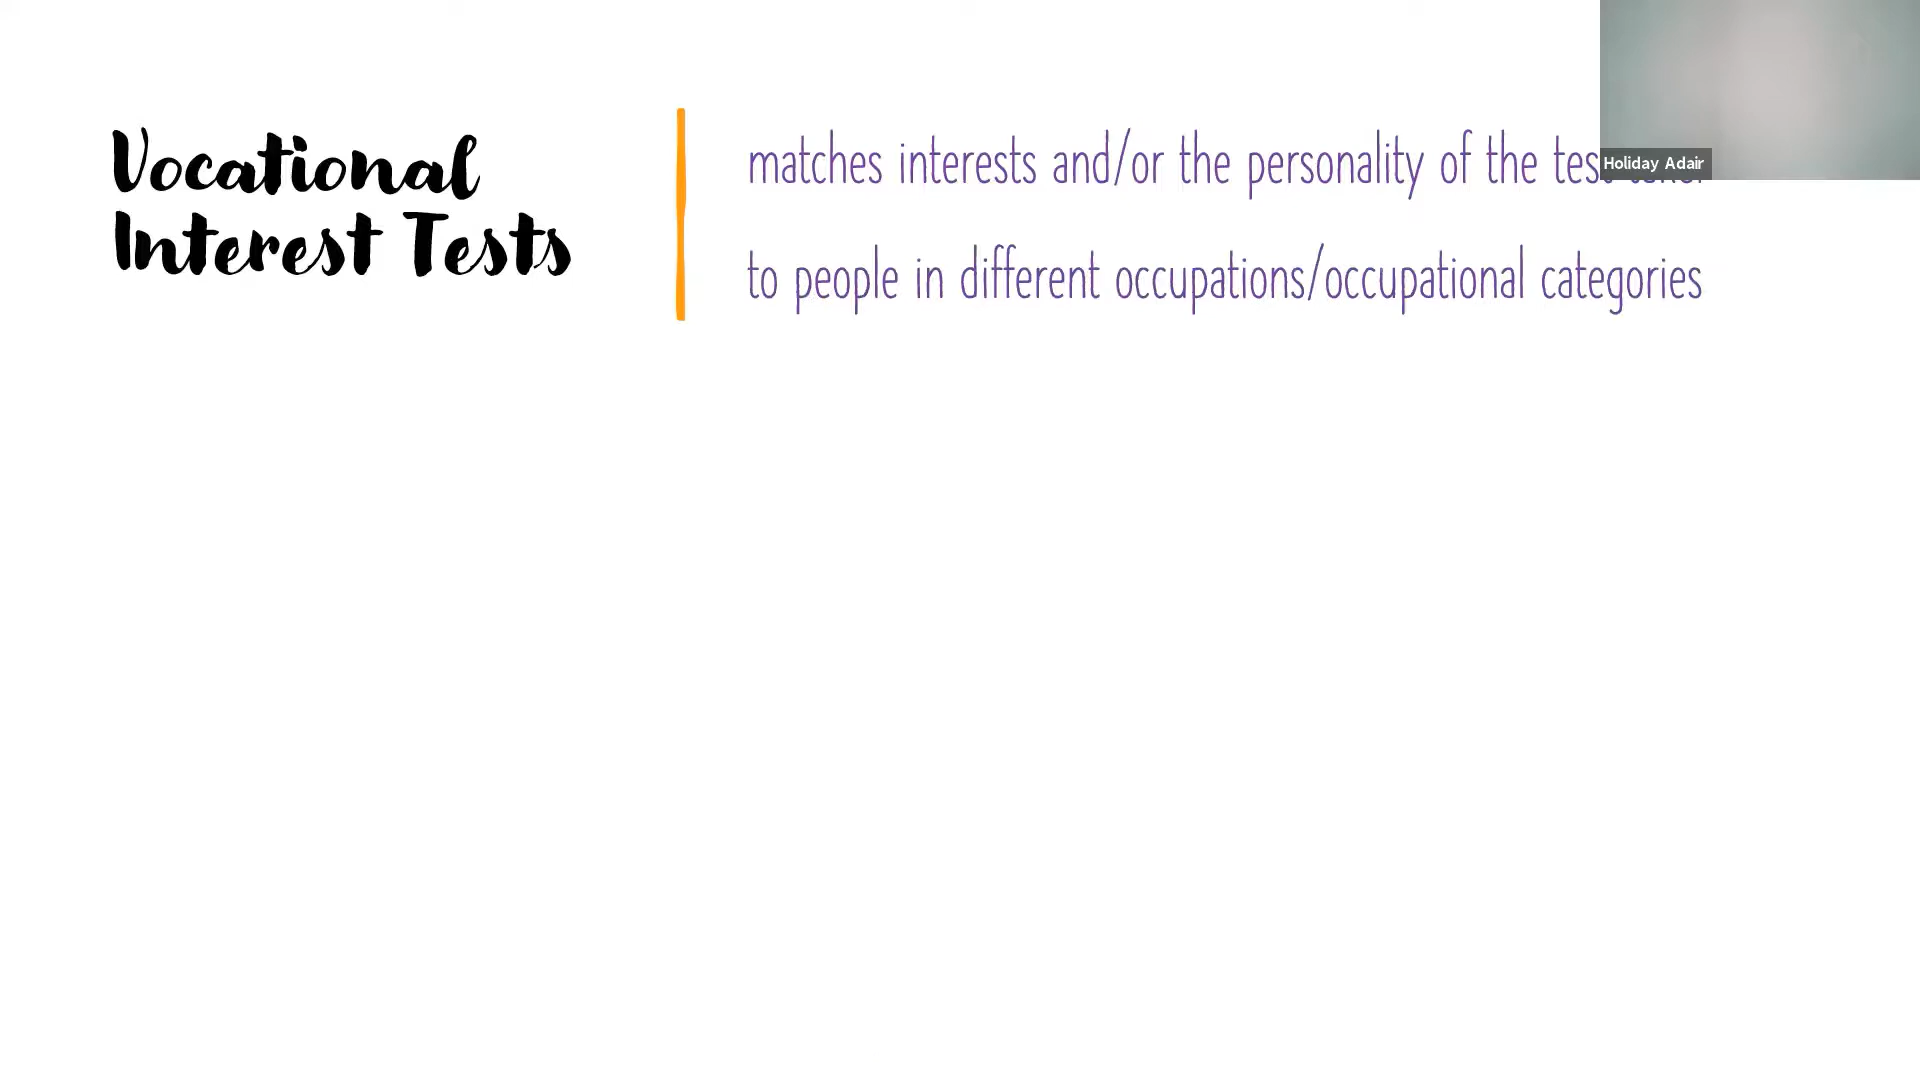 Vocational
Interest Tests
matches interests and/or the personality of the
to people in different occupations/occupational categories
Holiday Adair